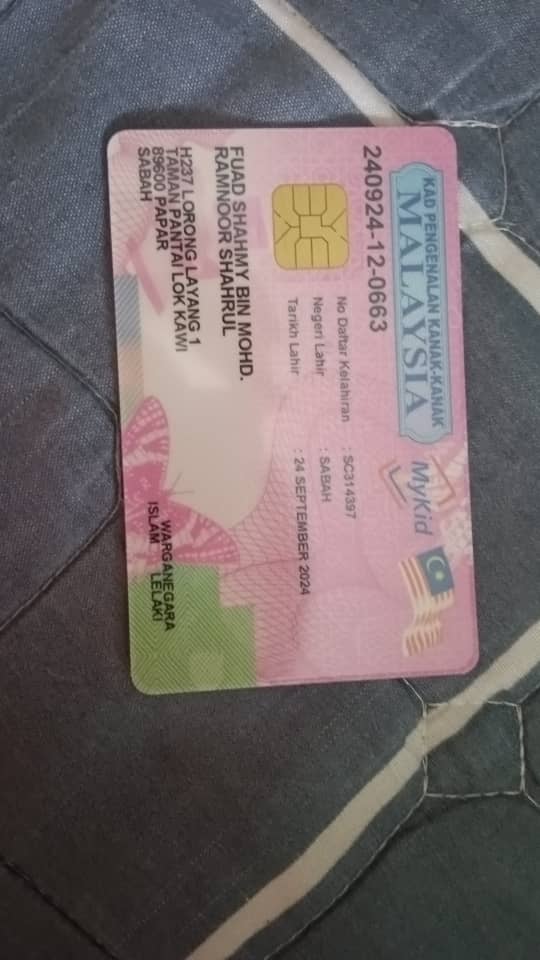 KAD PENGENALAN KANAK-KANAK
MALAYSIA
MyKid
240924-12-0663
No Daftar Kelahiran : SC314397
Negeri Lahir : SABAH
Tarikh Lahir : 24 SEPTEMBER 2024
FUAD SHAHMY BIN MOHD.
RAMNOOR SHAHRUL
H237 LORONG LAYANG 1
TAMAN PANTAI LOK KAWI
89600 PAPAR
SABAH
WARGANEGARA
ISLAM LELAKI